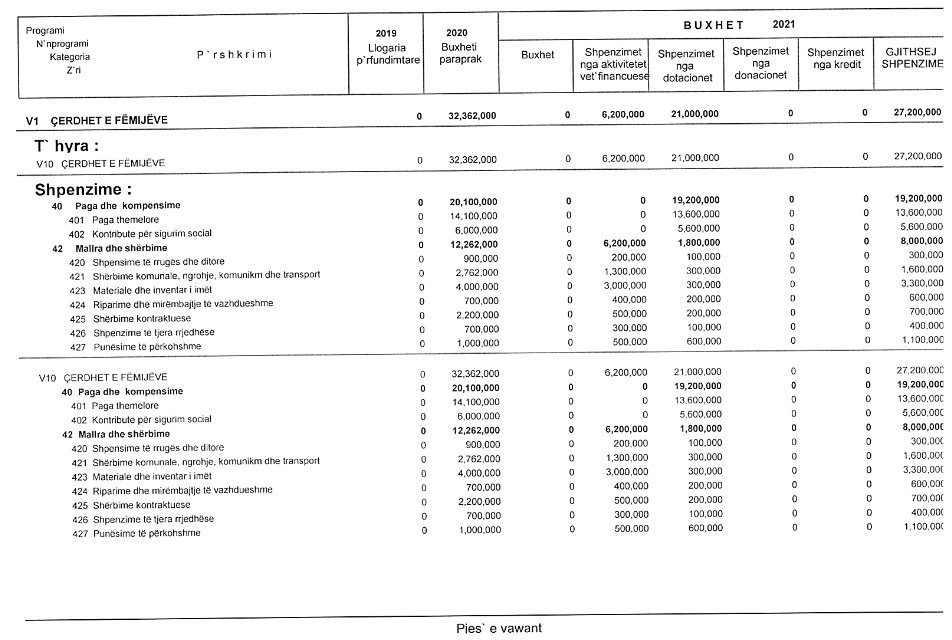 Programi 2019 2020 BUXHET 2021
N`nprogrami Llogaria Buxheti
Kategoria P`rshkrimi p`rfundimtare paraprak Buxhet Shpenzimet nga aktivitetet vet`financuese Shpenzimet nga dotacionet Shpenzimet nga donacionet Shpenzimet nga kredit GJITHSEJ SHPENZIME
Z`ri
V1 ÇERDHET E FËMIJËVE 0 32,362,000 0 6,200,000 21,000,000 0 0 27,200,000
T` hyra :
V10 ÇERDHET E FËMIJËVE 0 32,362,000 0 6,200,000 21,000,000 0 0 27,200,000
Shpenzime :
40 Paga dhe kompensime 0 20,100,000 0 0 19,200,000 0 0 19,200,000
401 Paga themelore 0 14,100,000 0 0 13,600,000 0 0 13,600,000
402 Kontribute për sigurim social 0 6,000,000 0 0 5,600,000 0 0 5,600,000
42 Mallra dhe shërbime 0 12,262,000 0 6,200,000 1,800,000 0 0 8,000,000
420 Shpensime të rrugës dhe ditore 0 900,000 0 200,000 100,000 0 0 300,000
421 Shërbime komunale, ngrohje, komunikm dhe transport 0 2,762,000 0 1,300,000 300,000 0 0 1,600,000
423 Materiale dhe inventar i imët 0 4,000,000 0 3,000,000 300,000 0 0 3,300,000
424 Riparime dhe mirëmbajtje të vazhdueshme 0 700,000 0 400,000 200,000 0 0 600,000
425 Shërbime kontraktuese 0 2,200,000 0 500,000 200,000 0 0 700,000
426 Shpenzime të tjera rrjedhëse 0 700,000 0 300,000 100,000 0 0 400,000
427 Punësime të përkohshme 0 1,000,000 0 500,000 600,000 0 0 1,100,000
V10 ÇERDHET E FËMIJËVE 0 32,362,000 0 6,200,000 21,000,000 0 0 27,200,000
40 Paga dhe kompensime 0 20,100,000 0 0 19,200,000 0 0 19,200,000
401 Paga themelore 0 14,100,000 0 0 13,600,000 0 0 13,600,000
402 Kontribute për sigurim social 0 6,000,000 0 0 5,600,000 0 0 5,600,000
42 Mallra dhe shërbime 0 12,262,000 0 6,200,000 1,800,000 0 0 8,000,000
420 Shpensime të rrugës dhe ditore 0 900,000 0 200,000 100,000 0 0 300,000
421 Shërbime komunale, ngrohje, komunikm dhe transport 0 2,762,000 0 1,300,000 300,000 0 0 1,600,000
423 Materiale dhe inventar i imët 0 4,000,000 0 3,000,000 300,000 0 0 3,300,000
424 Riparime dhe mirëmbajtje të vazhdueshme 0 700,000 0 400,000 200,000 0 0 600,000
425 Shërbime kontraktuese 0 2,200,000 0 500,000 200,000 0 0 700,000
426 Shpenzime të tjera rrjedhëse 0 700,000 0 300,000 100,000 0 0 400,000
427 Punësime të përkohshme 0 1,000,000 0 500,000 600,000 0 0 1,100,000
Pjes` e vawant